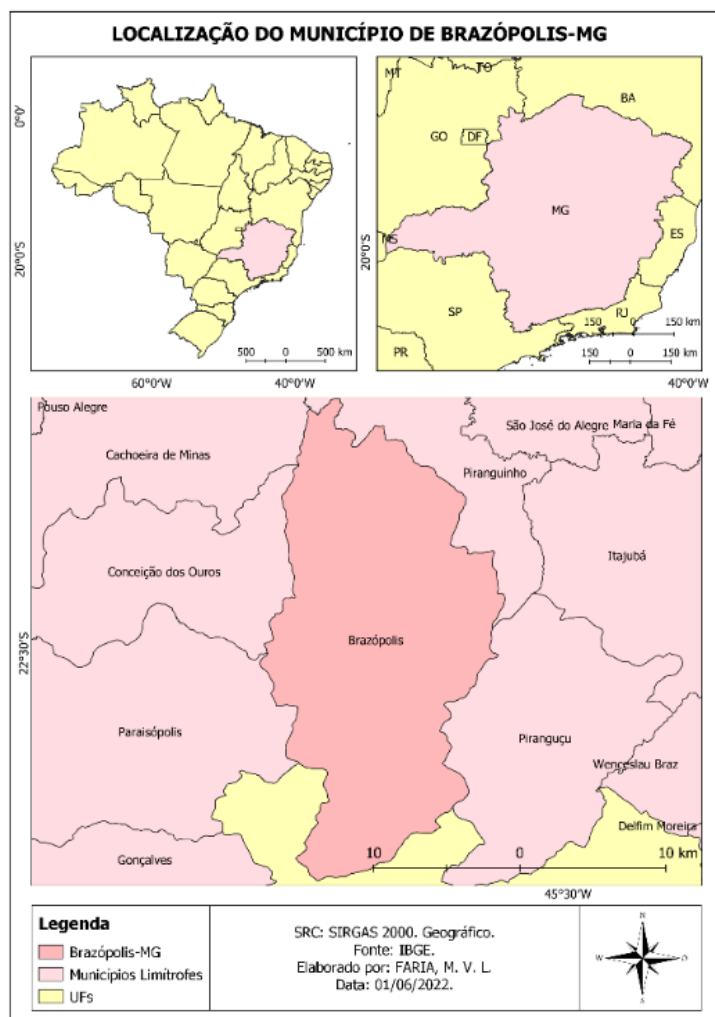 LOCALIZAÇÃO DO MUNICÍPIO DE BRAZÓPOLIS-MG
0°0'
20°0'S
500 0 500 km
60°0'W 40°0'W
MT TO
BA
GO DF
MG
MS
ES
20°0'S
SP
RJ
150 0 150 km
PR
150 0 150 km
40°0'W
Pouso Alegre
São José do Alegre Maria da Fé
Cachoeira de Minas
Piranguinho
Itajubá
Conceição dos Ouros
Brazópolis
22°30'S
Paraisópolis
Piranguçu
Wenceslau Braz
Delfim Moreira
Gonçalves
10 0 10 km
45°30'W
Legenda
Brazópolis-MG
Municípios Limítrofes
UFs
SRC: SIRGAS 2000. Geográfico.
Fonte: IBGE.
Elaborado por: FARIA, M. V. L.
Data: 01/06/2022.
N
W O
S